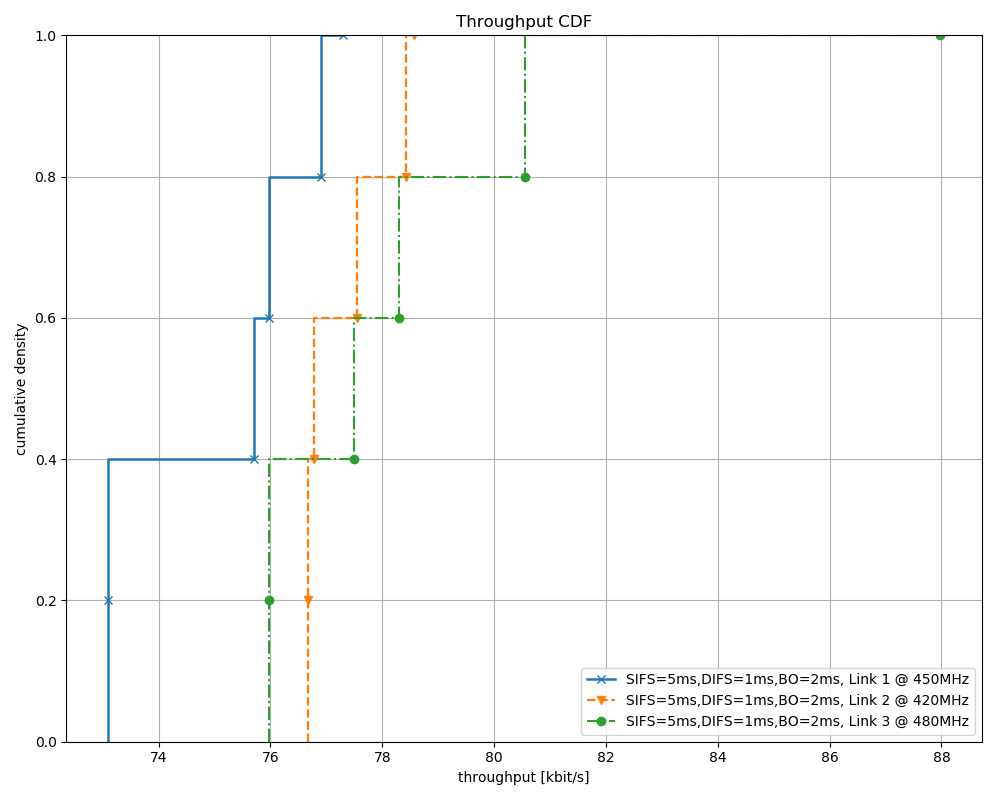 Throughput CDF
1.0
0.8
0.6
0.4
0.2
0.0
cumulative density
74 76 78 80 82 84 86 88
throughput [kbit/s]
SIFS=5ms,DIFS=1ms,BO=2ms, Link 1 @ 450MHz
SIFS=5ms,DIFS=1ms,BO=2ms, Link 2 @ 420MHz
SIFS=5ms,DIFS=1ms,BO=2ms, Link 3 @ 480MHz